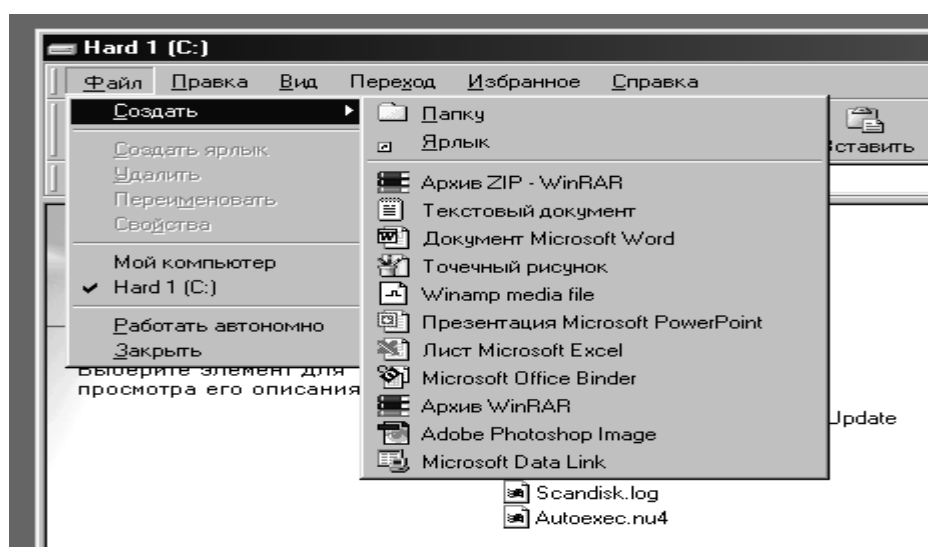 Hard 1 (C:)
Файл Правка Вид Переход Избранное Справка
Создать
Создать ярлык
Удалить
Переименовать
Свойства
Мой компьютер
Hard 1 (C:)
Работать автономно
Закрыть
Папку
Ярлык
Архив ZIP - WinRAR
Текстовый документ
Документ Microsoft Word
Точечный рисунок
Winamp media file
Презентация Microsoft PowerPoint
Лист Microsoft Excel
Microsoft Office Binder
Архив WinRAR
Adobe Photoshop Image
Microsoft Data Link
ставить
Выберите элемент для
просмотра его описания
Update
Scandisk.log
Autoexec.nu4